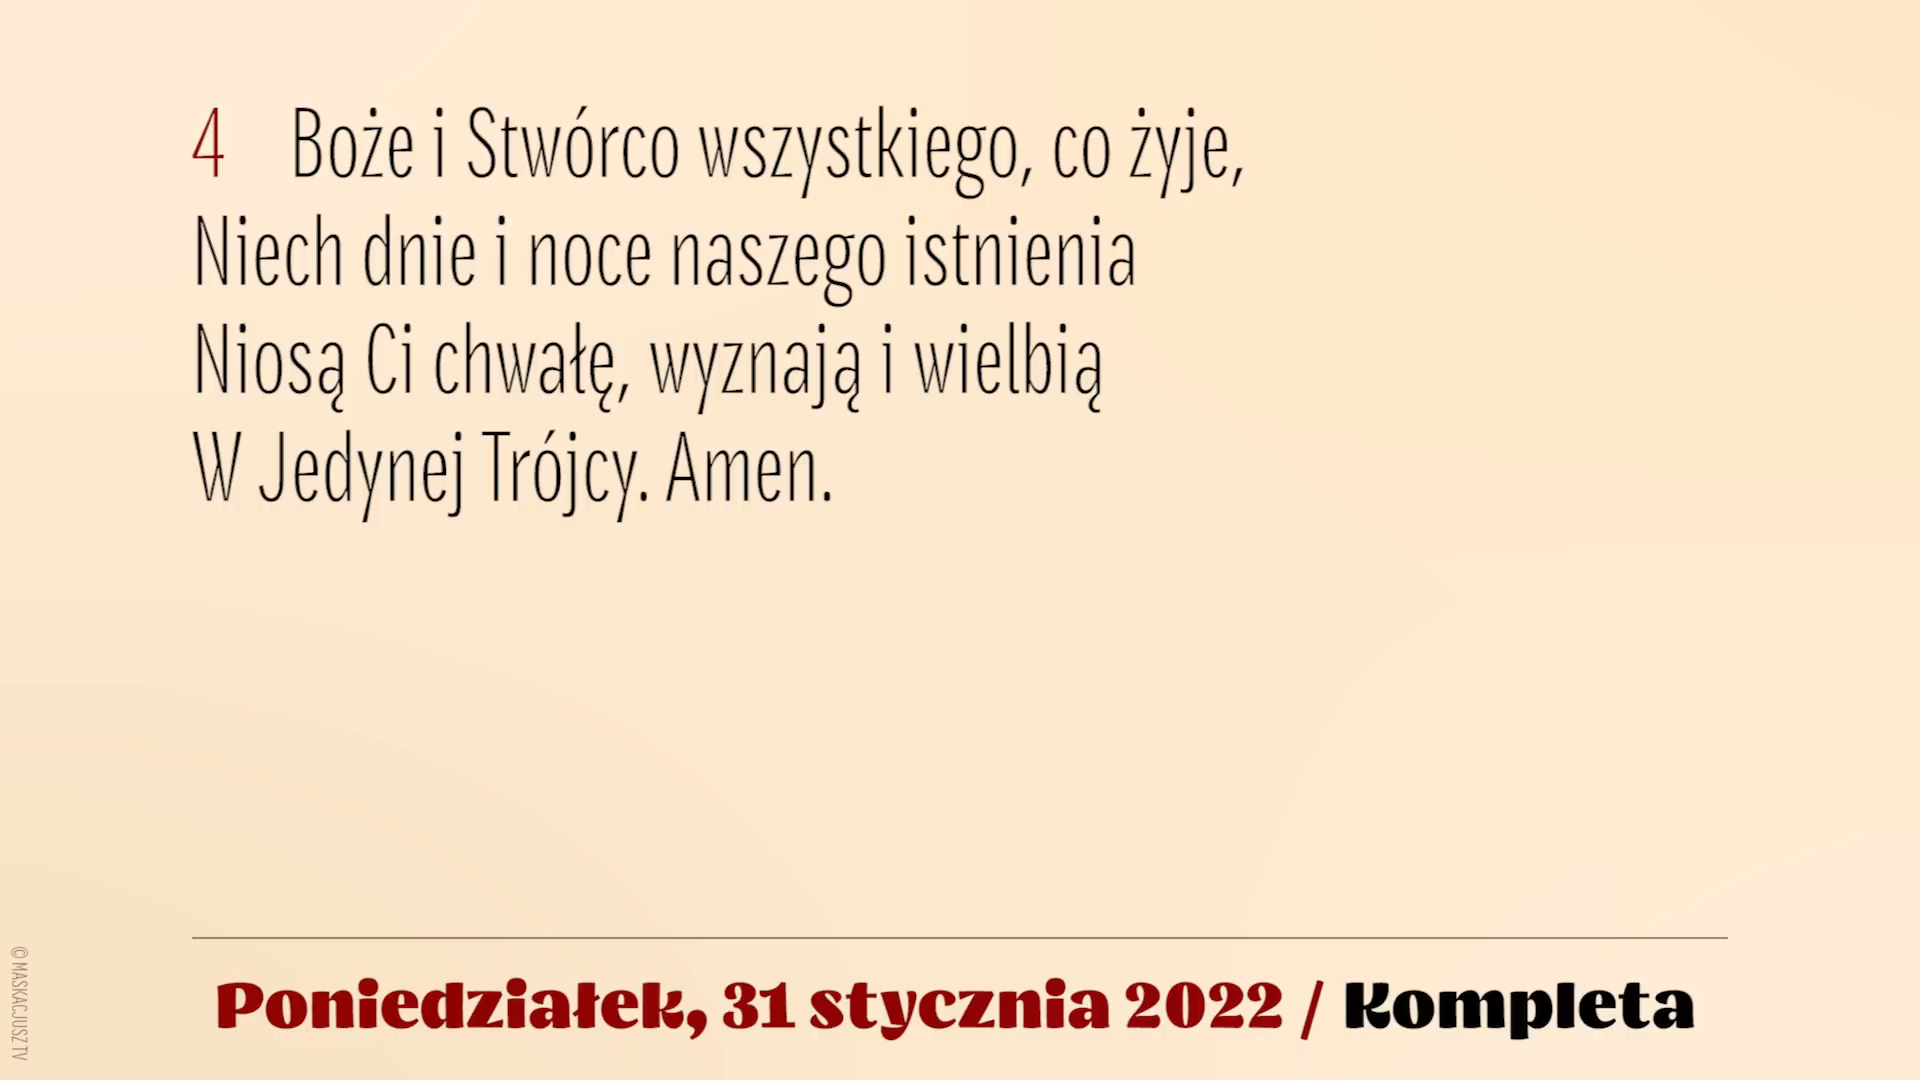 4 Boże i Stwórco wszystkiego, co żyje,
Niech dnie i noce naszego istnienia
Niosą Ci chwałę, wyznają i wielbią
W Jedynej Trójcy. Amen.
© MASKACJUSZ TV
Poniedziałek, 31 stycznia 2022 / Kompleta